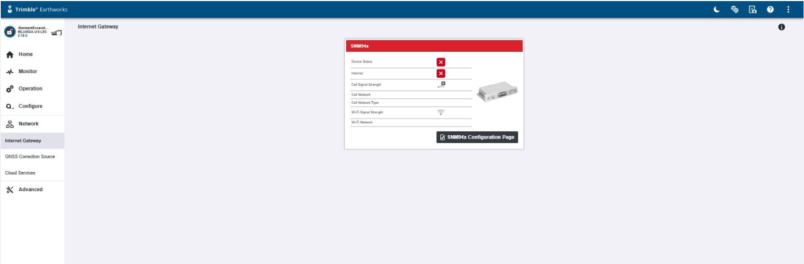 Trimble® Earthworks
Internet Gateway
Home
Monitor
Operation
Configure
Network
Internet Gateway
GNSS Correction Source
Cloud Services
Advanced
SNM94x
Device Status
Internet
Cell Signal Strength
Cell Network
Cell Network Type
Wi-Fi Signal Strength
Wi-Fi Network
SNM94x Configuration Page